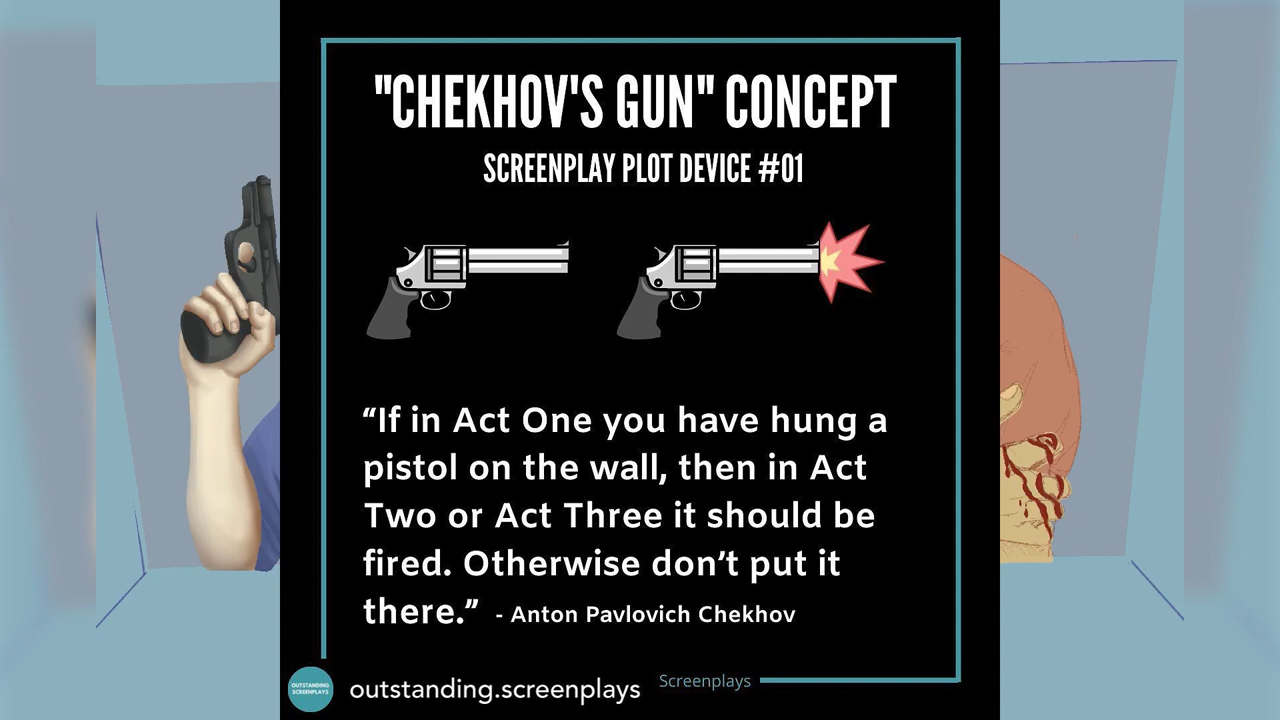 "CHEKHOV'S GUN" CONCEPT
SCREENPLAY PLOT DEVICE #01
“If in Act One you have hung a
pistol on the wall, then in Act
Two or Act Three it should be
fired. Otherwise don’t put it
there.” - Anton Pavlovich Chekhov
Screenplays
OUTSTANDING
SCREENPLAYS
outstanding.screenplays